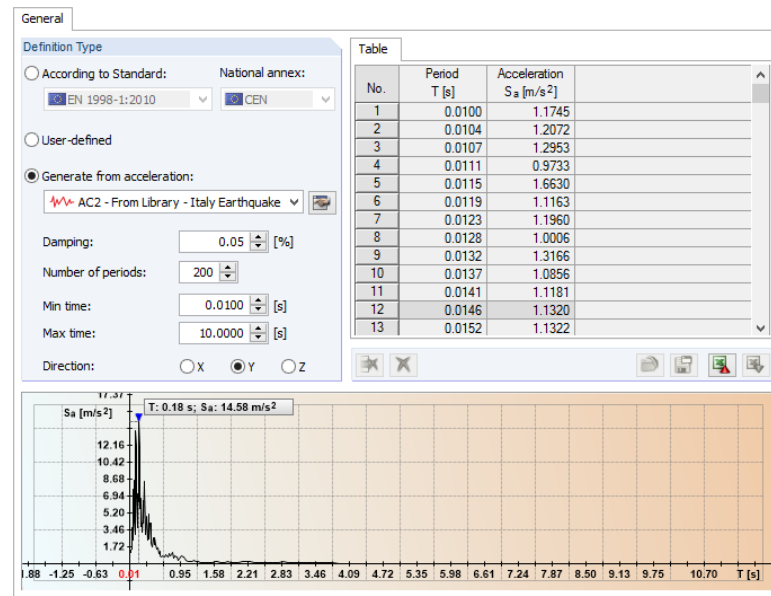 General
Definition Type
According to Standard: National annex:
EN 1998-1:2010 CEN
User-defined
Generate from acceleration:
AC2 - From Library - Italy Earthquake
Damping: 0.05 [%]
Number of periods: 200
Min time: 0.0100 [s]
Max time: 10.0000 [s]
Direction: X Y Z
Table
No. Period T [s] Acceleration Sa [m/s²]
1 0.0100 1.1745
2 0.0104 1.2072
3 0.0107 1.2953
4 0.0111 0.9733
5 0.0115 1.6630
6 0.0119 1.1163
7 0.0123 1.1960
8 0.0128 1.0006
9 0.0132 1.3166
10 0.0137 1.0856
11 0.0141 1.1181
12 0.0146 1.1320
13 0.0152 1.1322
17.37
Sa [m/s²] T: 0.18 s; Sa: 14.58 m/s²
12.16
10.42
8.68
6.94
5.20
3.46
1.72
1.88 -1.25 -0.63 0.01 0.95 1.58 2.21 2.83 3.46 4.09 4.72 5.35 5.98 6.61 7.24 7.87 8.50 9.13 9.75 10.70 T [s]